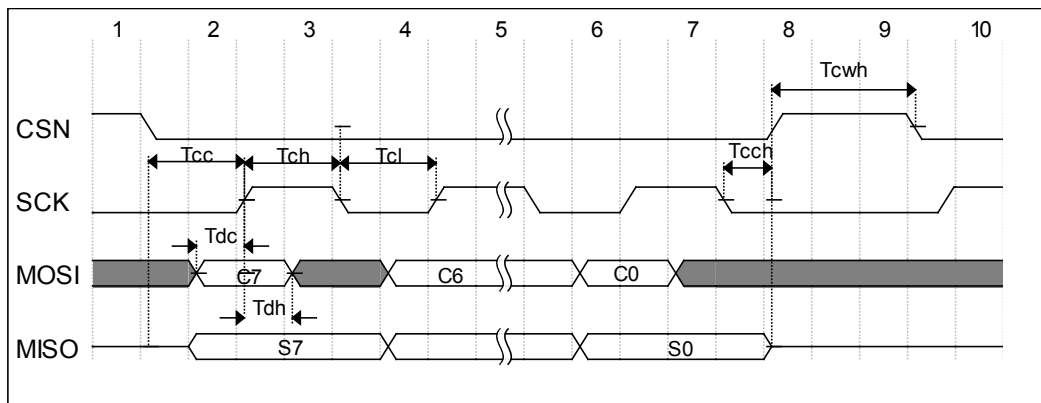 1 2 3 4 5 6 7 8 9 10
Tcwh
CSN
Tcc Tch Tcl Tcch
SCK
Tdc
MOSI C7 C6 C0
Tdh
MISO S7 S0